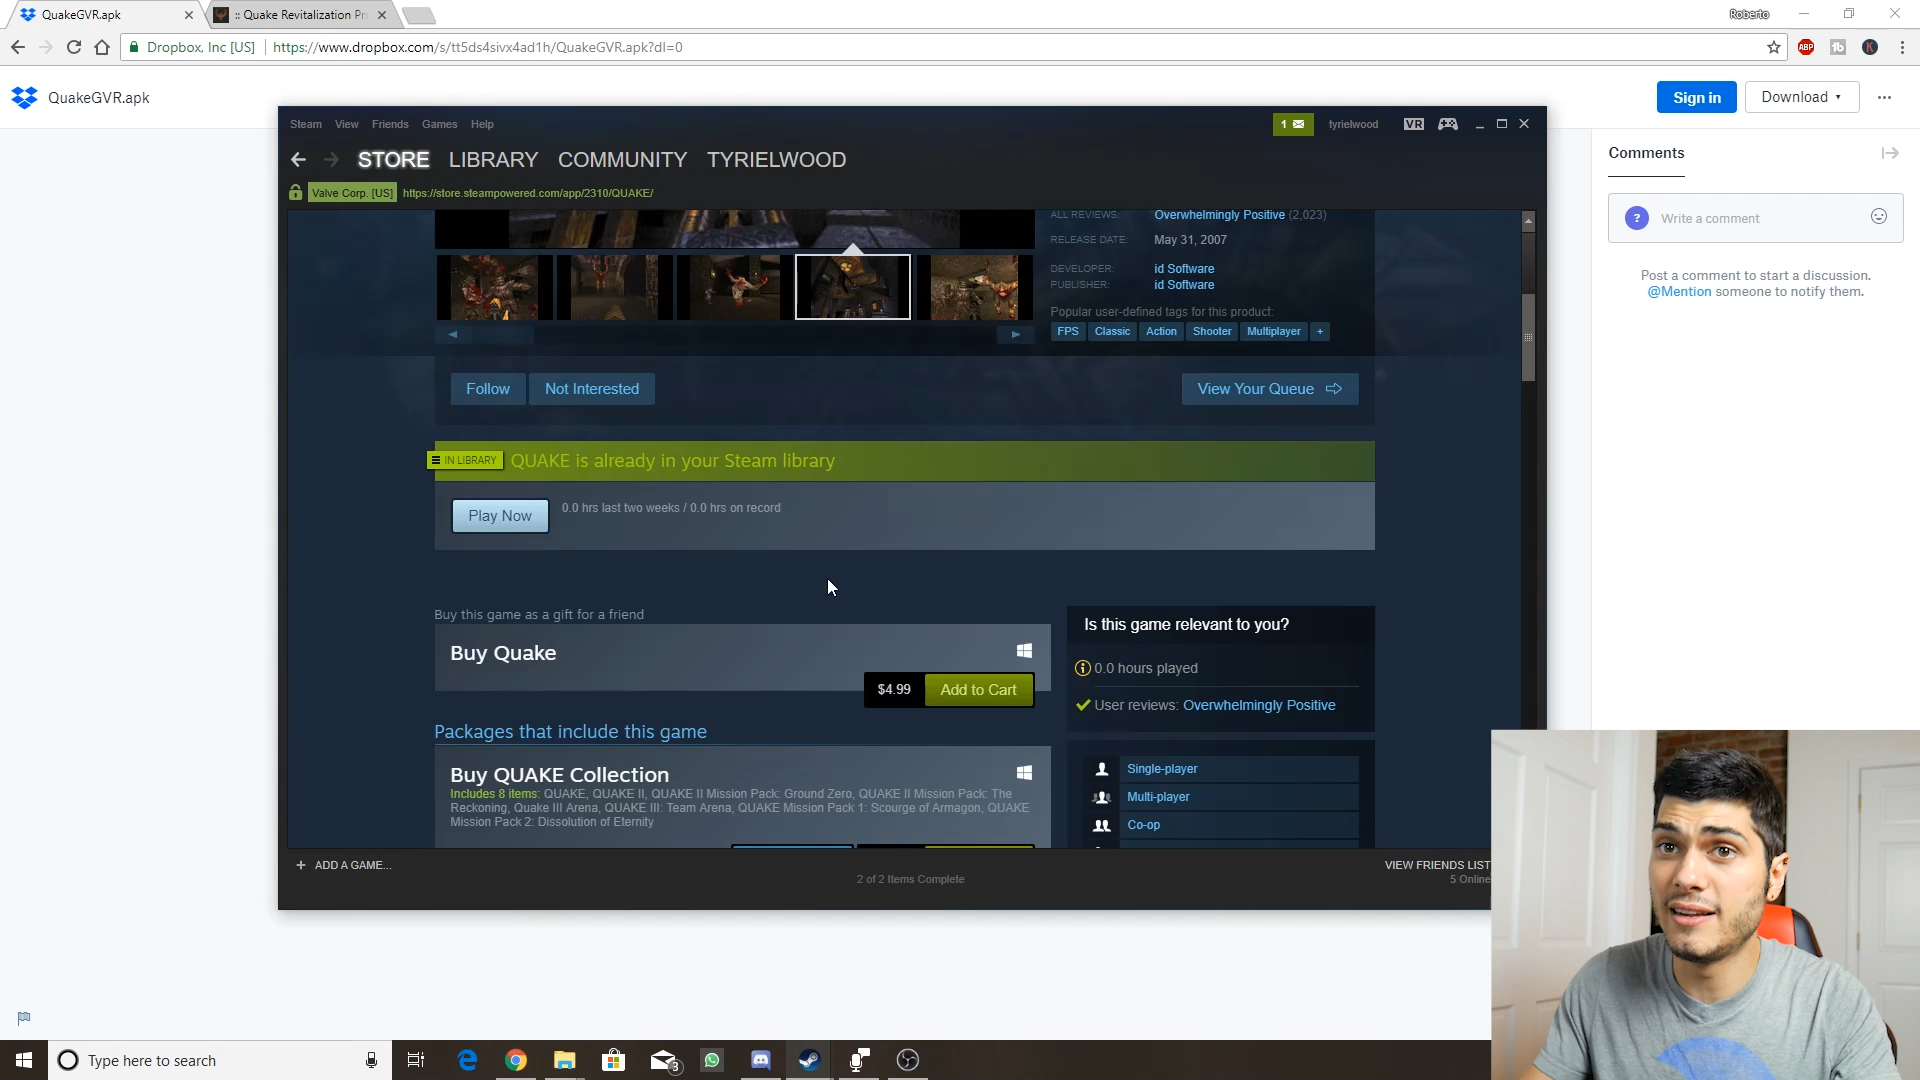 QuakeGVR.apk
:: Quake Revitalization Pr
Roberto
Dropbox, Inc [US]
https://www.dropbox.com/s/tt5ds4sivx4ad1h/QuakeGVR.apk?dl=0
ABP
K
QuakeGVR.apk
Sign in
Download
Steam View Friends Games Help
1
tyrielwood
VR
STORE LIBRARY COMMUNITY TYRIELWOOD
Valve Corp. [US] https://store.steampowered.com/app/2310/QUAKE/
Comments
? Write a comment
Post a comment to start a discussion.
@Mention someone to notify them.
ALL REVIEWS: Overwhelmingly Positive (2,023)
RELEASE DATE: May 31, 2007
DEVELOPER: id Software
PUBLISHER: id Software
Popular user-defined tags for this product:
FPS Classic Action Shooter Multiplayer +
Follow Not Interested View Your Queue
IN LIBRARY QUAKE is already in your Steam library
Play Now 0.0 hrs last two weeks / 0.0 hrs on record
Buy this game as a gift for a friend
Buy Quake
$4.99 Add to Cart
Is this game relevant to you?
0.0 hours played
User reviews: Overwhelmingly Positive
Packages that include this game
Buy QUAKE Collection
Includes 8 items: QUAKE, QUAKE II, QUAKE II Mission Pack: Ground Zero, QUAKE II Mission Pack: The
Reckoning, Quake III Arena, QUAKE III: Team Arena, QUAKE Mission Pack 1: Scourge of Armagon, QUAKE
Mission Pack 2: Dissolution of Eternity
Single-player
Multi-player
Co-op
+ ADD A GAME...
2 of 2 Items Complete
VIEW FRIENDS LIST
5 Online
Type here to search
3